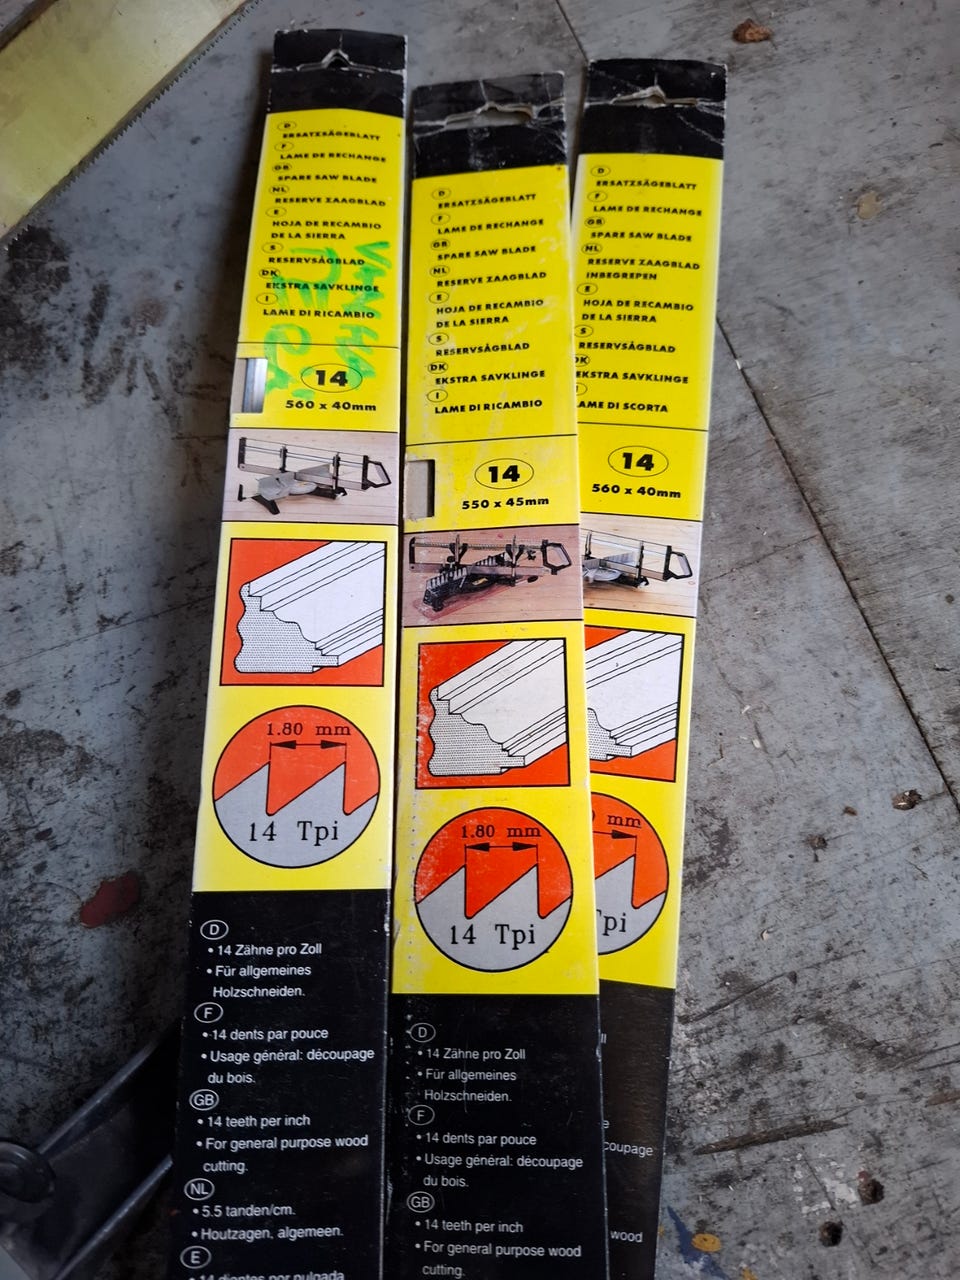 D
ERSATZSÄGEBLATT
F
LAME DE RECHANGE
GB
SPARE SAW BLADE
NL
RESERVE ZAAGBLAD
E
HOJA DE RECAMBIO
DE LA SIERRA
S
RESERVSÅGBLAD
DK
EKSTRA SAVKLINGE
I
LAME DI RICAMBIO
14
560 x 40mm
1.80 mm
14 Tpi
D
• 14 Zähne pro Zoll
• Für allgemeines
Holzschneiden.
F
• 14 dents par pouce
• Usage général: découpage
du bois.
GB
• 14 teeth per inch
• For general purpose wood
cutting.
NL
• 5.5 tanden/cm.
• Houtzagen, algemeen.
E
• 14 dientes por pulgada
D
ERSATZSÄGEBLATT
F
LAME DE RECHANGE
GB
SPARE SAW BLADE
NL
RESERVE ZAAGBLAD
E
HOJA DE RECAMBIO
DE LA SIERRA
S
RESERVSÅGBLAD
DK
EKSTRA SAVKLINGE
I
LAME DI RICAMBIO
14
550 x 45mm
1.80 mm
14 Tpi
D
• 14 Zähne pro Zoll
• Für allgemeines
Holzschneiden.
F
• 14 dents par pouce
• Usage général: découpage
du bois.
GB
• 14 teeth per inch
• For general purpose wood
cutting.
D
ERSATZSÄGEBLATT
F
LAME DE RECHANGE
GB
SPARE SAW BLADE
NL
RESERVE ZAAGBLAD
INBEGREPEN
E
HOJA DE RECAMBIO
DE LA SIERRA
S
RESERVSÅGBLAD
DK
EKSTRA SAVKLINGE
I
LAME DI SCORTA
14
560 x 40mm
0 mm
Tpi
ll
e
coupage
wood